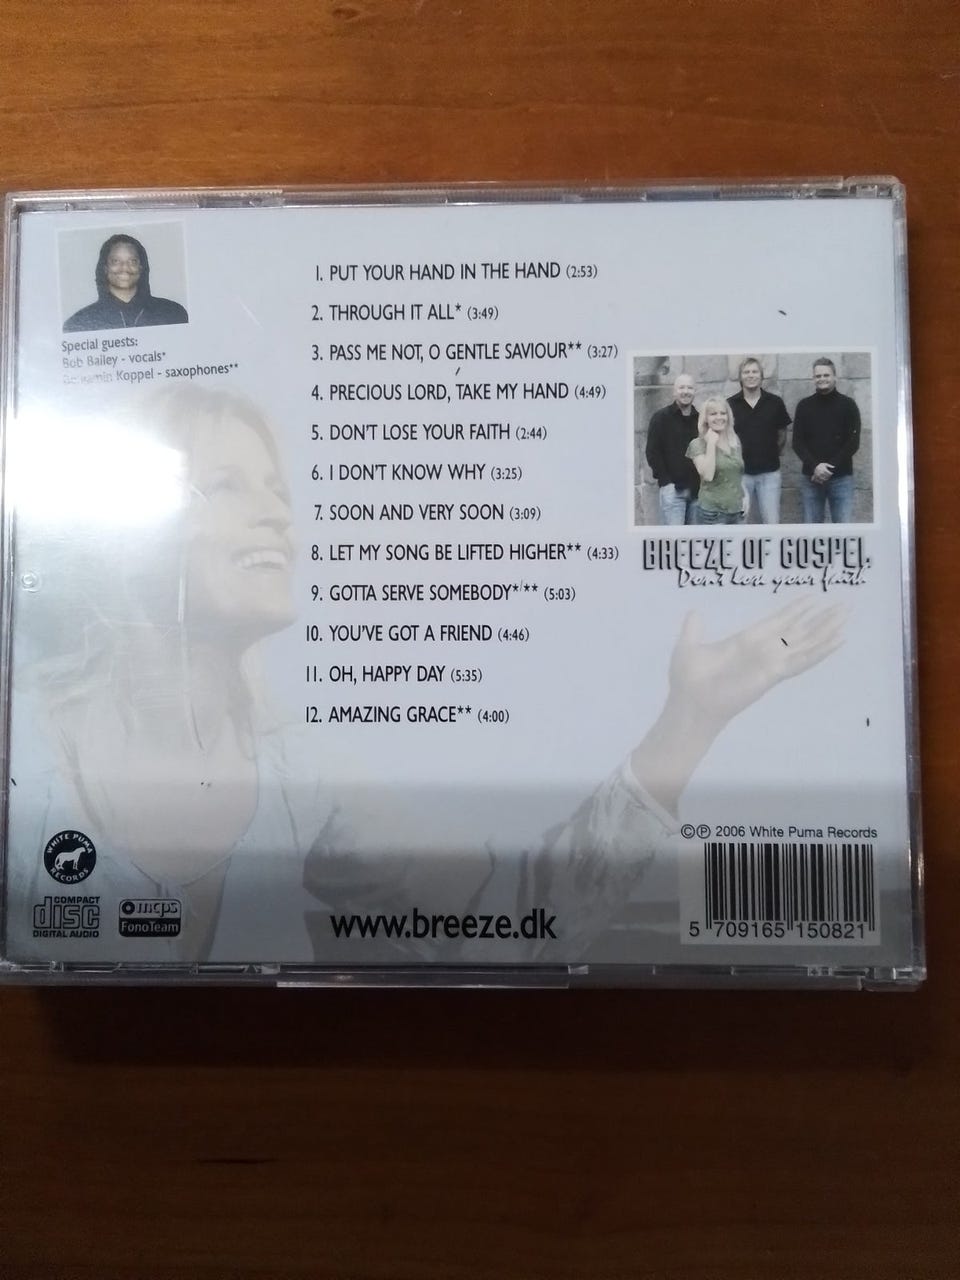 Special guests:
Bob Bailey - vocals*
Benjamin Koppel - saxophones**
1. PUT YOUR HAND IN THE HAND (2:53)
2. THROUGH IT ALL* (3:49)
3. PASS ME NOT, O GENTLE SAVIOUR** (3:27)
4. PRECIOUS LORD, TAKE MY HAND (4:49)
5. DON'T LOSE YOUR FAITH (2:44)
6. I DON'T KNOW WHY (3:25)
7. SOON AND VERY SOON (3:09)
8. LET MY SONG BE LIFTED HIGHER** (4:33)
9. GOTTA SERVE SOMEBODY*/** (5:03)
10. YOU'VE GOT A FRIEND (4:46)
11. OH, HAPPY DAY (5:35)
12. AMAZING GRACE** (4:00)
BREEZE OF GOSPEL
Don't lose your faith
WHITE PUMA
RECORDS
COMPACT
disc
DIGITAL AUDIO
mcps
FonoTeam
www.breeze.dk
©℗ 2006 White Puma Records
5 709165 150821